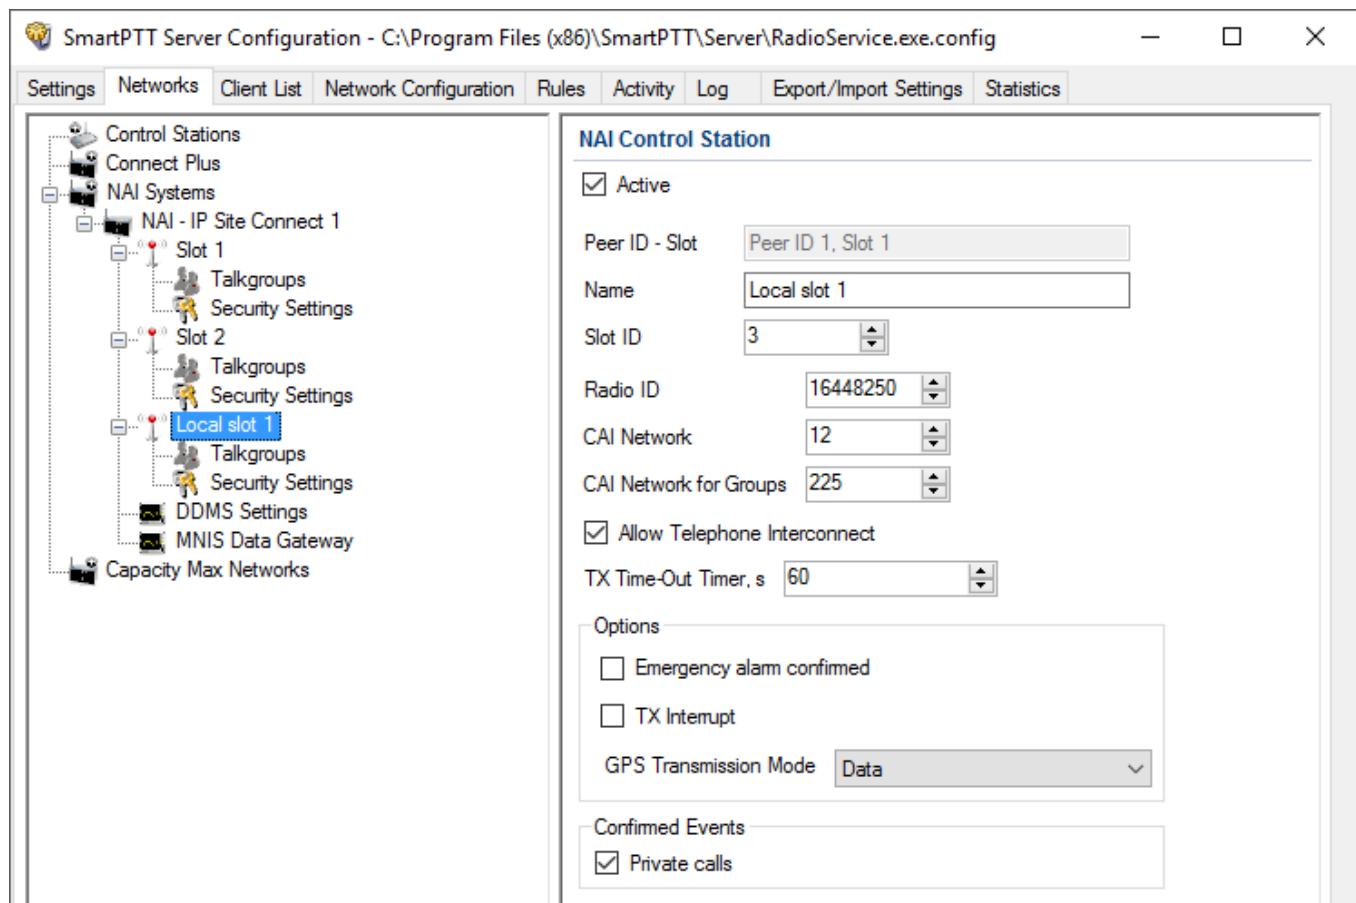 SmartPTT Server Configuration - C:\Program Files (x86)\SmartPTT\Server\RadioService.exe.config
Settings Networks Client List Network Configuration Rules Activity Log Export/Import Settings Statistics
Control Stations
Connect Plus
NAI Systems
NAI - IP Site Connect 1
Slot 1
Talkgroups
Security Settings
Slot 2
Talkgroups
Security Settings
Local slot 1
Talkgroups
Security Settings
DDMS Settings
MNIS Data Gateway
Capacity Max Networks
NAI Control Station
Active
Peer ID - Slot Peer ID 1, Slot 1
Name Local slot 1
Slot ID 3
Radio ID 16448250
CAI Network 12
CAI Network for Groups 225
Allow Telephone Interconnect
TX Time-Out Timer, s 60
Options
Emergency alarm confirmed
TX Interrupt
GPS Transmission Mode Data
Confirmed Events
Private calls